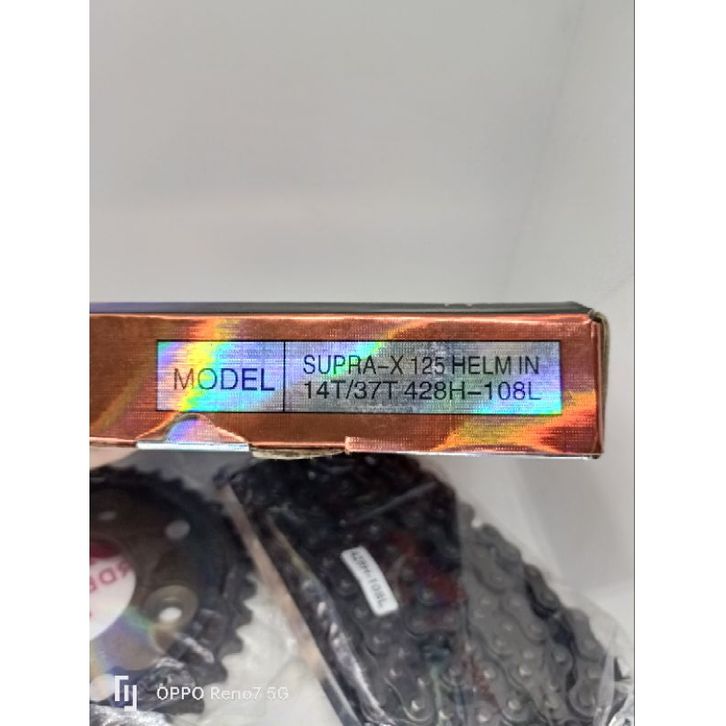 MODEL
SUPRA-X 125 HELM IN
14T/37T 428H-108L
428H-108L
OPPO Reno7 5G